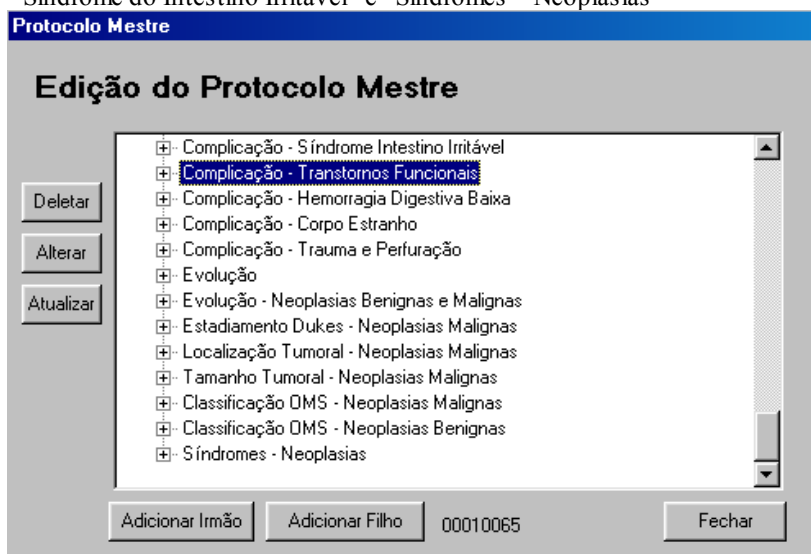 "Síndrome do Intestino Irritável" e "Síndromes – Neoplasias"
Protocolo Mestre
Edição do Protocolo Mestre
Complicação - Síndrome Intestino Irritável
Complicação - Transtornos Funcionais
Complicação - Hemorragia Digestiva Baixa
Complicação - Corpo Estranho
Complicação - Trauma e Perfuração
Evolução
Evolução - Neoplasias Benignas e Malignas
Estadiamento Dukes - Neoplasias Malignas
Localização Tumoral - Neoplasias Malignas
Tamanho Tumoral - Neoplasias Malignas
Classificação OMS - Neoplasias Malignas
Classificação OMS - Neoplasias Benignas
Síndromes - Neoplasias
Deletar
Alterar
Atualizar
Adicionar Irmão Adicionar Filho 00010065 Fechar